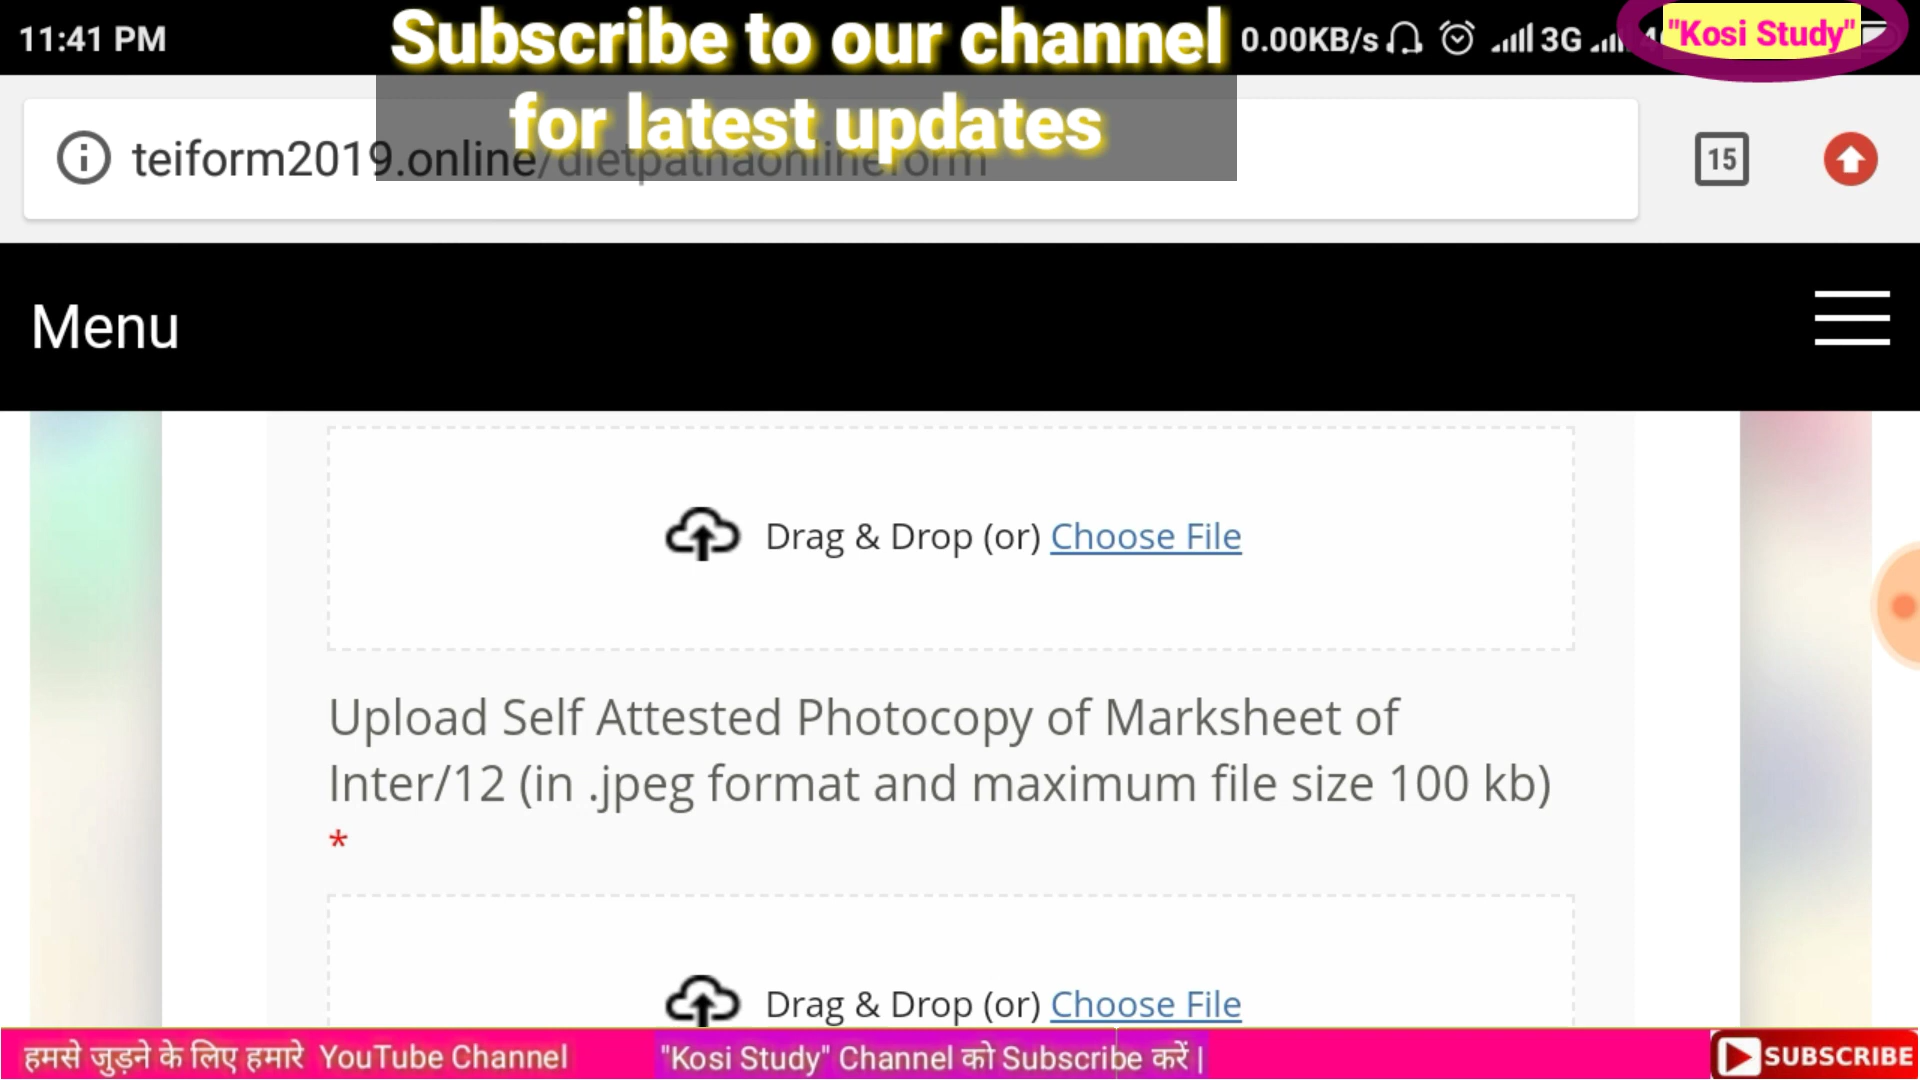 11:41 PM
Subscribe to our channel
for latest updates
0.00KB/s
3G
"Kosi Study"
teiform2019.online/dietpatnaonlineform
15
Menu
Drag & Drop (or) Choose File
Upload Self Attested Photocopy of Marksheet of
Inter/12 (in .jpeg format and maximum file size 100 kb)
*
Drag & Drop (or) Choose File
हमसे जुड़ने के लिए हमारे YouTube Channel
"Kosi Study" Channel को Subscribe करें |
SUBSCRIBE